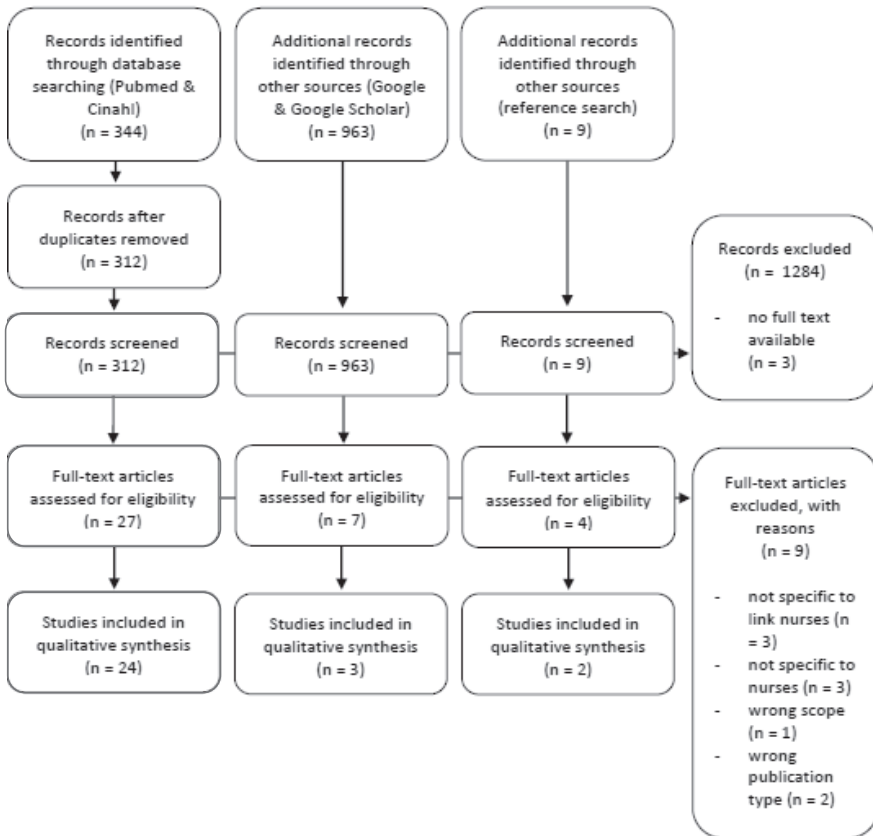 Records identified
through database
searching (Pubmed &
Cinahl)
(n = 344)
Additional records
identified through
other sources (Google
& Google Scholar)
(n = 963)
Additional records
identified through
other sources
(reference search)
(n = 9)
Records after
duplicates removed
(n = 312)
Records screened
(n = 312)
Records screened
(n = 963)
Records screened
(n = 9)
Records excluded
(n = 1284)
- no full text
available
(n = 3)
Full-text articles
assessed for eligibility
(n = 27)
Full-text articles
assessed for eligibility
(n = 7)
Full-text articles
assessed for eligibility
(n = 4)
Full-text articles
excluded, with
reasons
(n = 9)
- not specific to
link nurses (n
= 3)
- not specific to
nurses (n = 3)
- wrong scope
(n = 1)
- wrong
publication
type (n = 2)
Studies included in
qualitative synthesis
n = 24)
Studies included in
qualitative synthesis
(n = 3)
Studies included in
qualitative synthesis
(n = 2)